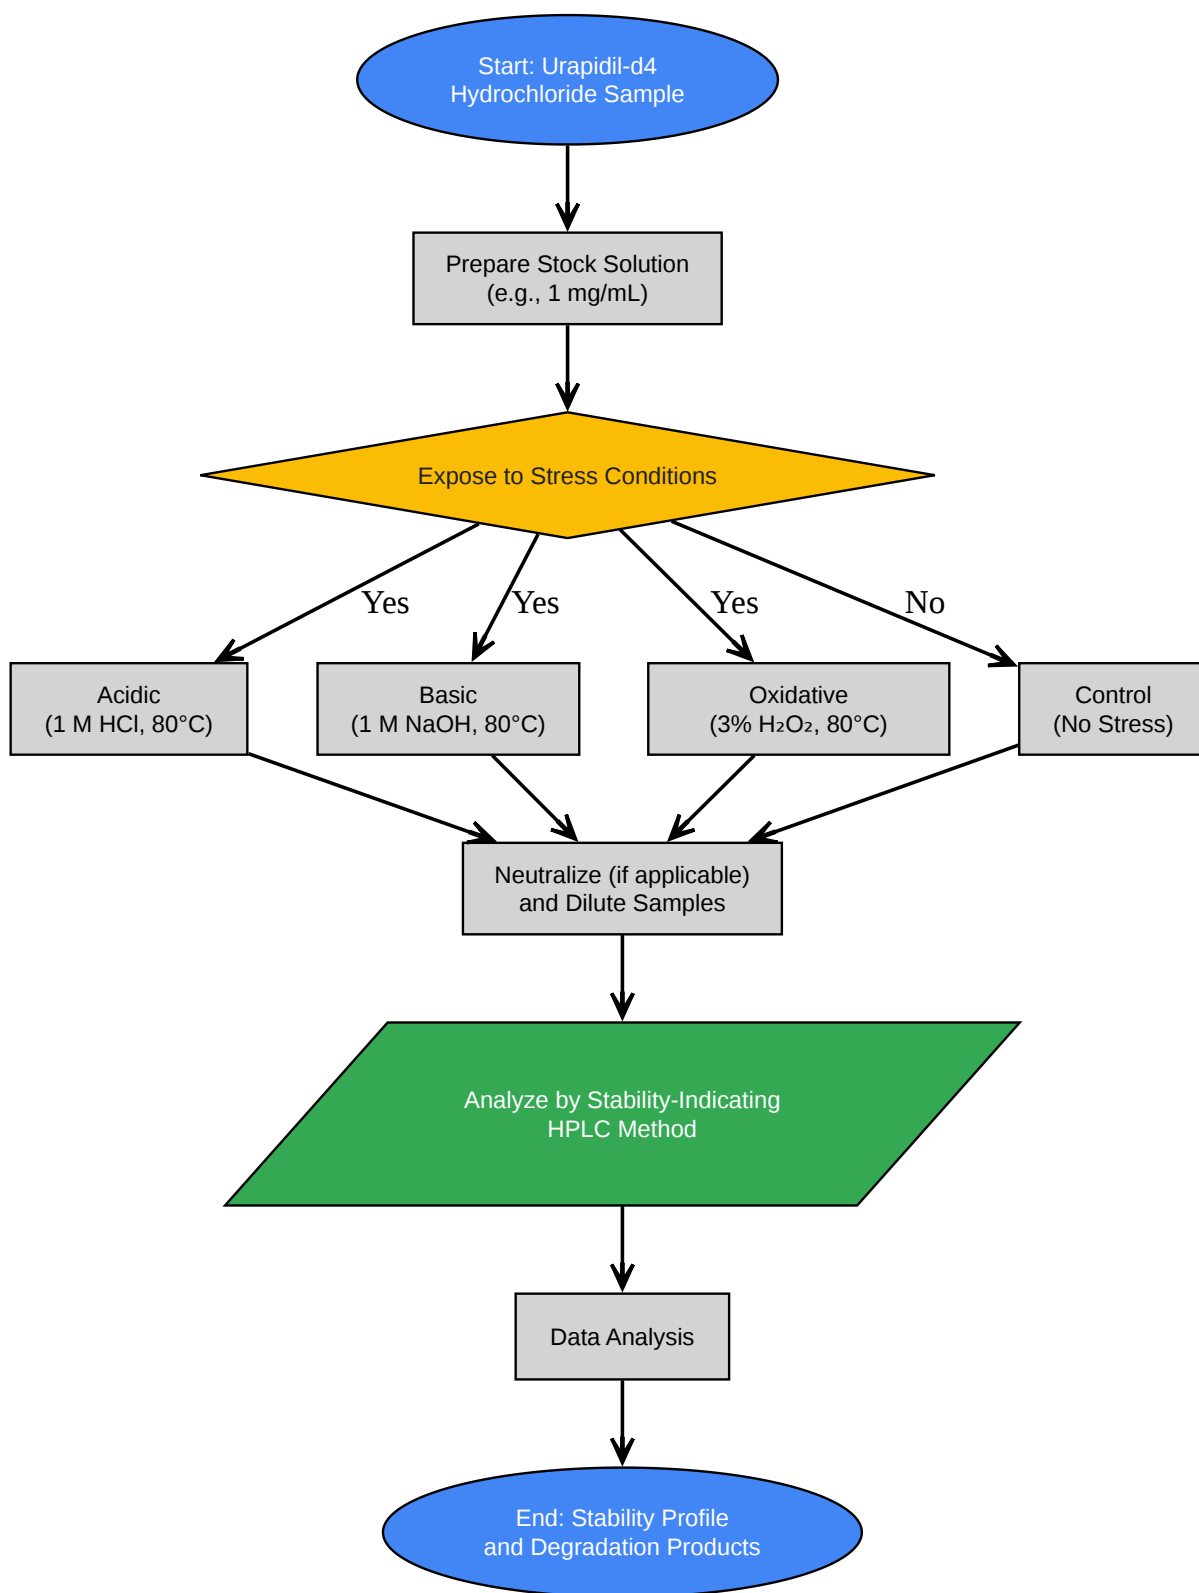 Start: Urapidil-d4
Hydrochloride Sample
Prepare Stock Solution
(e.g., 1 mg/mL)
Expose to Stress Conditions
Yes
Yes
Yes
No
Acidic
(1 M HCl, 80°C)
Basic
(1 M NaOH, 80°C)
Oxidative
(3% H₂O₂, 80°C)
Control
(No Stress)
Neutralize (if applicable)
and Dilute Samples
Analyze by Stability-Indicating
HPLC Method
Data Analysis
End: Stability Profile
and Degradation Products